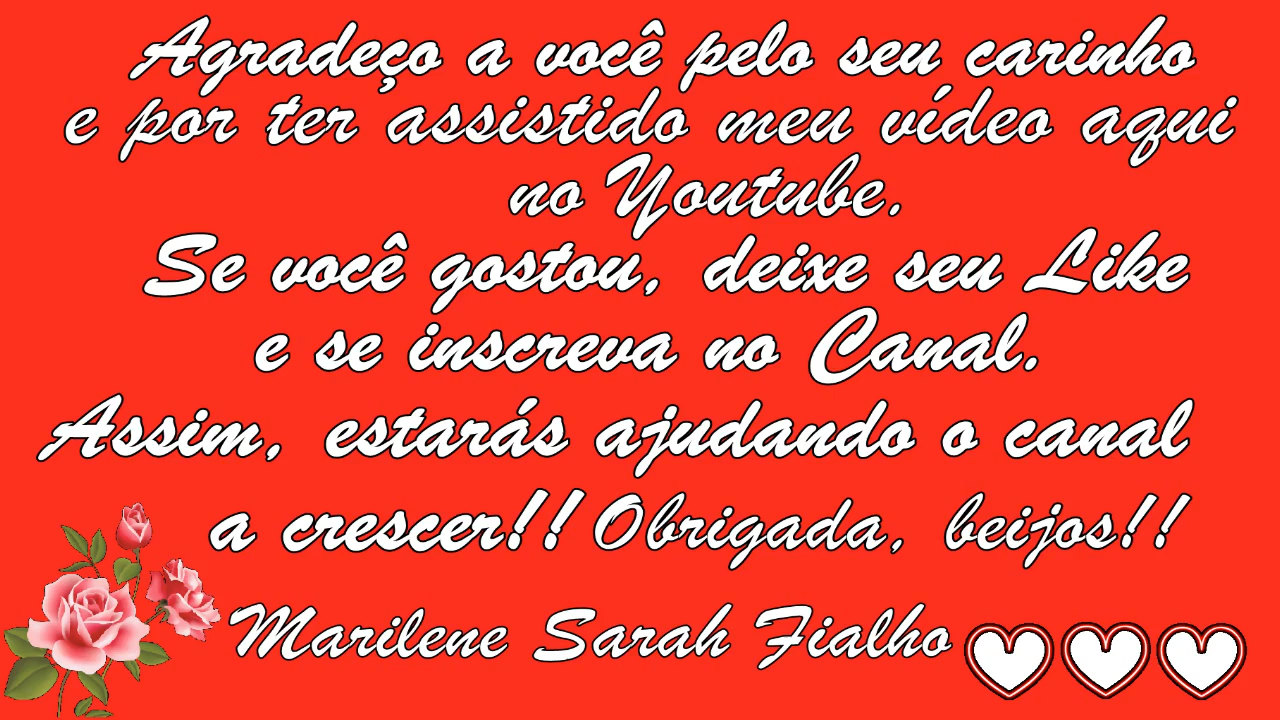 Agradeço a você pelo seu carinho
e por ter assistido meu vídeo aqui
no Youtube.
Se você gostou, deixe seu Like
e se inscreva no Canal.
Assim, estarás ajudando o canal
a crescer!! Obrigada, beijos!!
Marilene Sarah Fialho